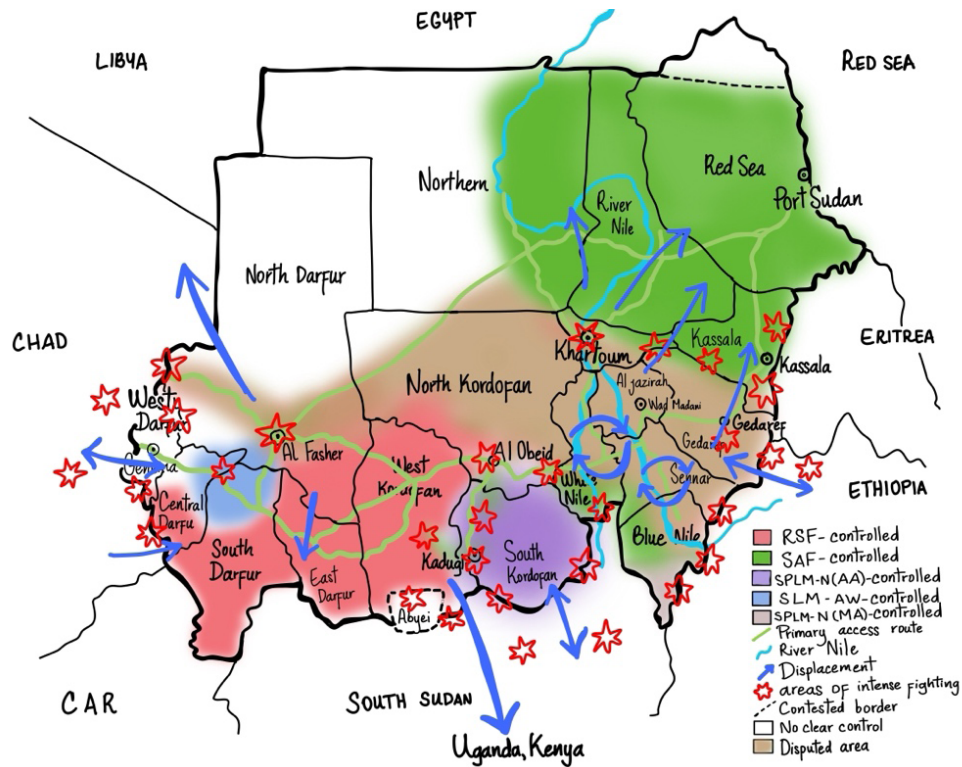 EGYPT
LIBYA
RED SEA
Northern
Red Sea
Port Sudan
River
Nile
North Darfur
CHAD
ERITREA
Khartoum
Kassala
Kassala
North Kordofan
Al jazirah
Wad Madani
West
Darfur
Gedaref
Gedaref
Al Fasher
Al Obeid
West
Kordofan
White
Nile
Sennar
Geneina
ETHIOPIA
Central
Darfu
South
Darfur
East
Darfur
Kadugli
South
Kordofan
Blue Nile
Abyei
CAR
SOUTH SUDAN
Uganda, Kenya
RSF-controlled
SAF-controlled
SPLM-N(AA)-controlled
SLM-AW-controlled
SPLM-N(MA)-controlled
Primary access route
River Nile
Displacement
areas of intense fighting
Contested border
No clear control
Disputed area